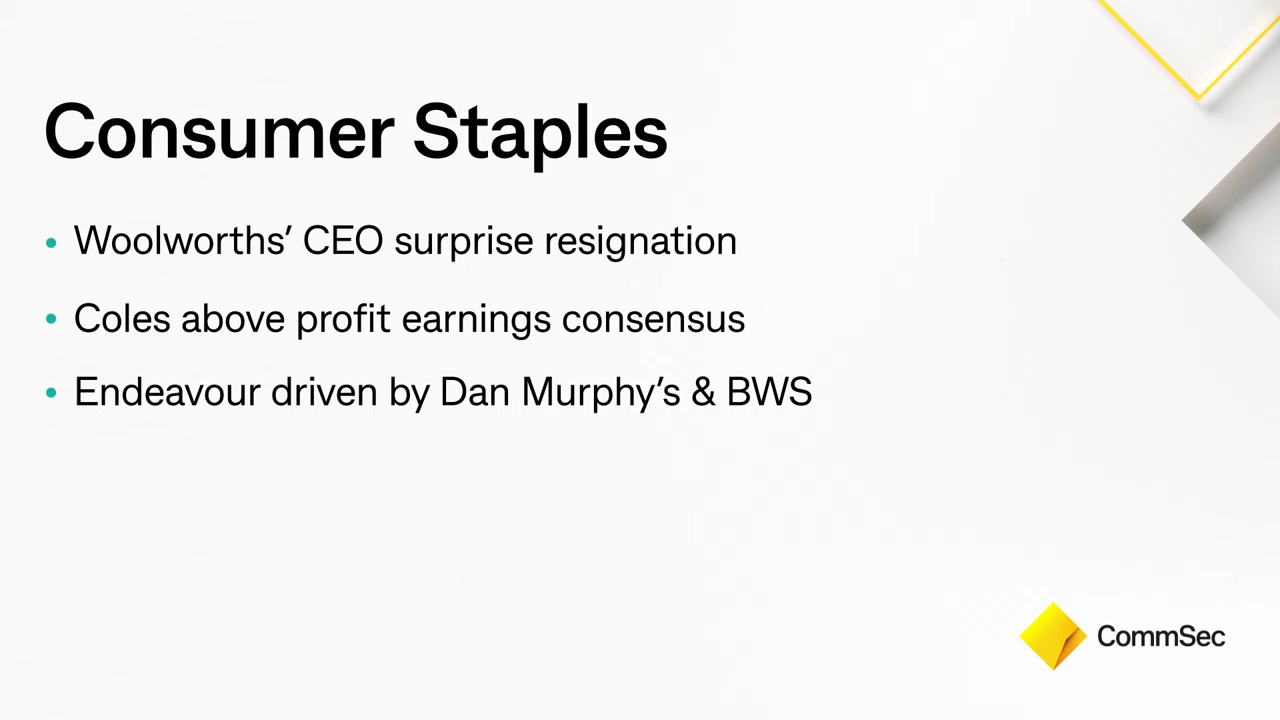 Consumer Staples
• Woolworths’ CEO surprise resignation
• Coles above profit earnings consensus
• Endeavour driven by Dan Murphy’s & BWS
CommSec